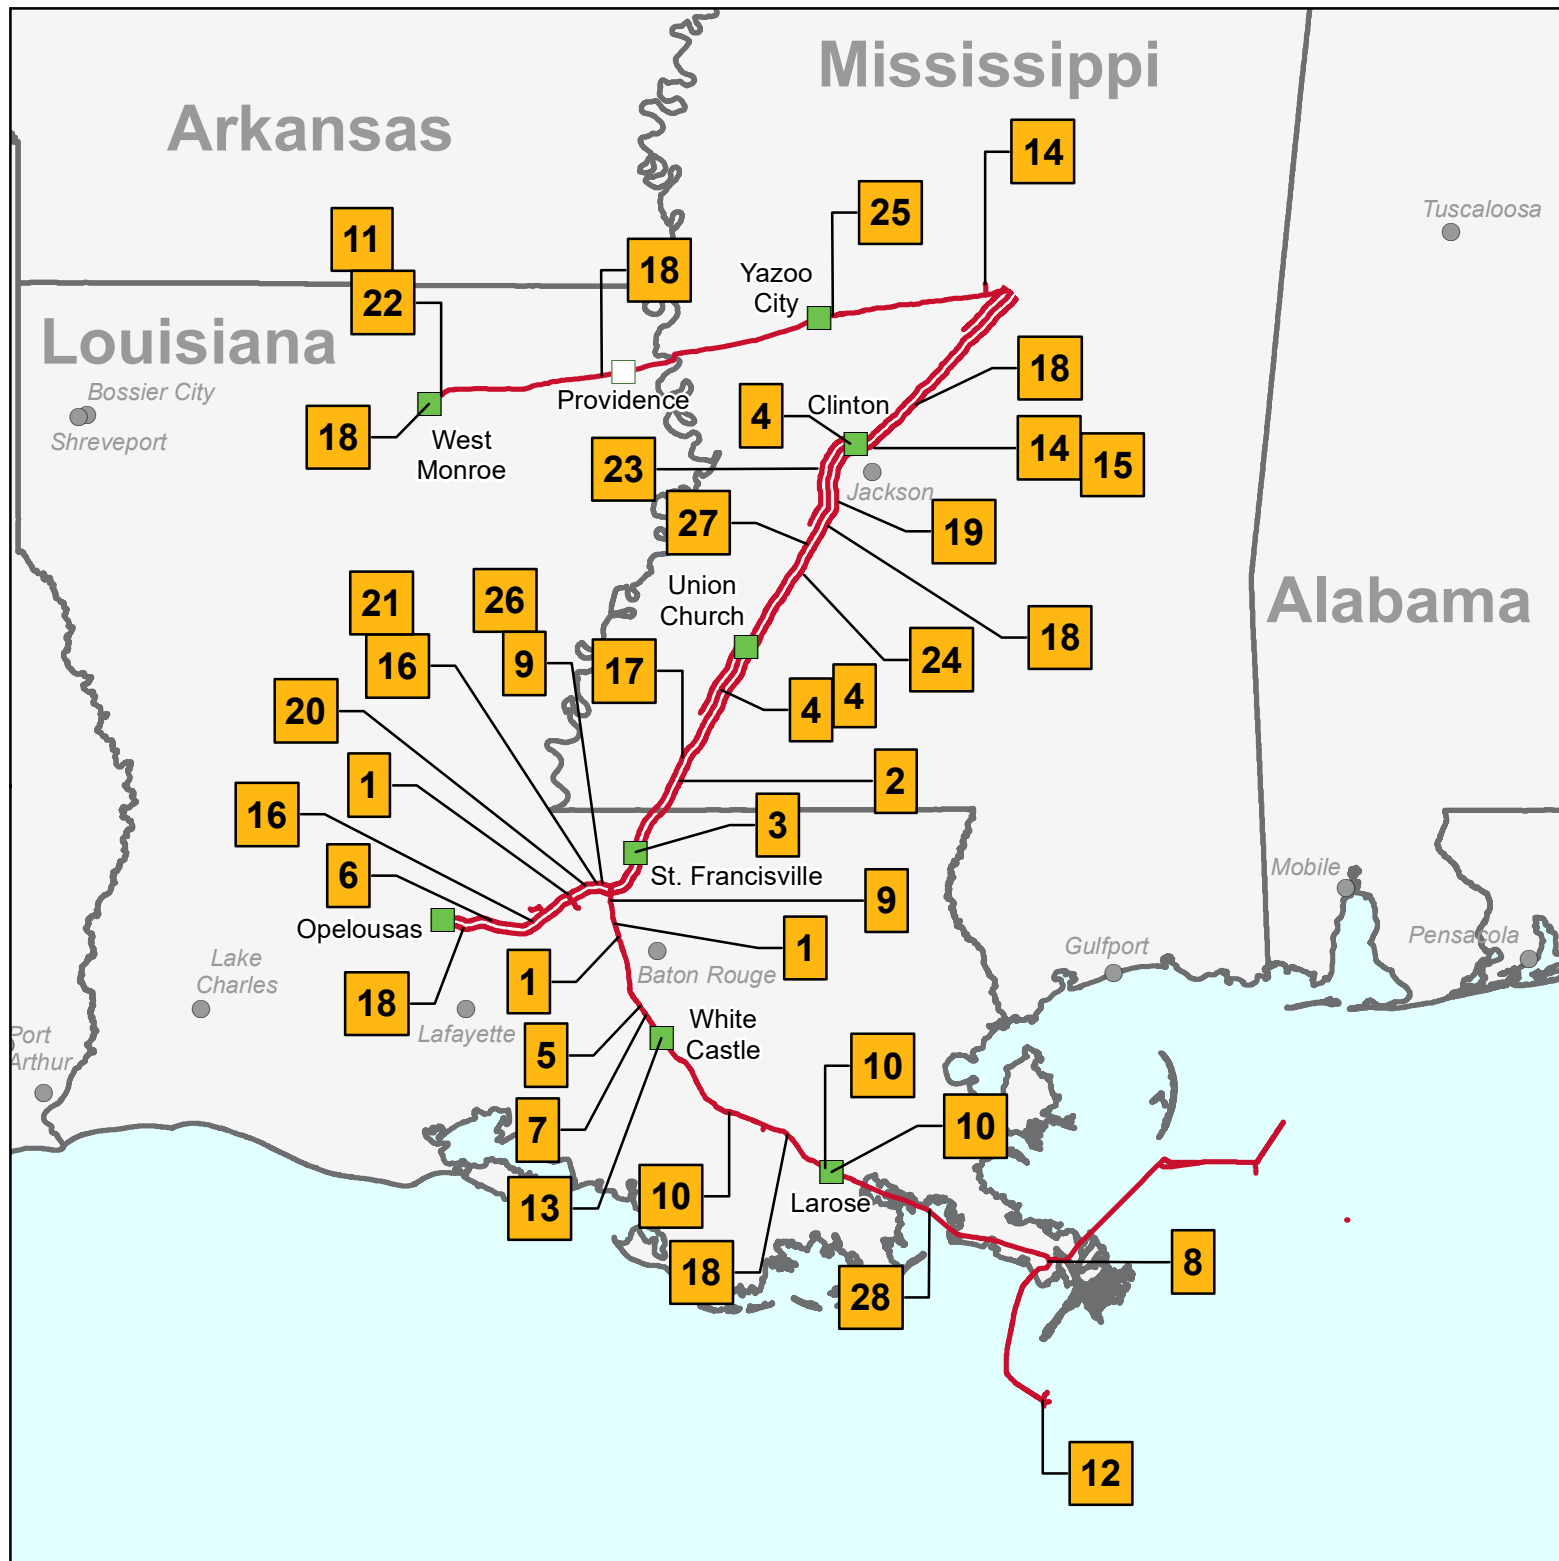 Mississippi
Arkansas
14
25
Tuscaloosa
11
18
Yazoo
City
22
Louisiana
Bossier City
Shreveport
18
Providence
West
Monroe
18
4
Clinton
14
15
23
Jackson
27
19
Union
Church
Alabama
21
26
18
16
9
17
24
4
4
20
1
2
16
3
6
St. Francisville
Mobile
9
Opelousas
1
Pensacola
Gulfport
Lake
Charles
1
Baton Rouge
18
Lafayette
White
Castle
Port
Arthur
5
10
7
10
13
10
Larose
18
28
8
12